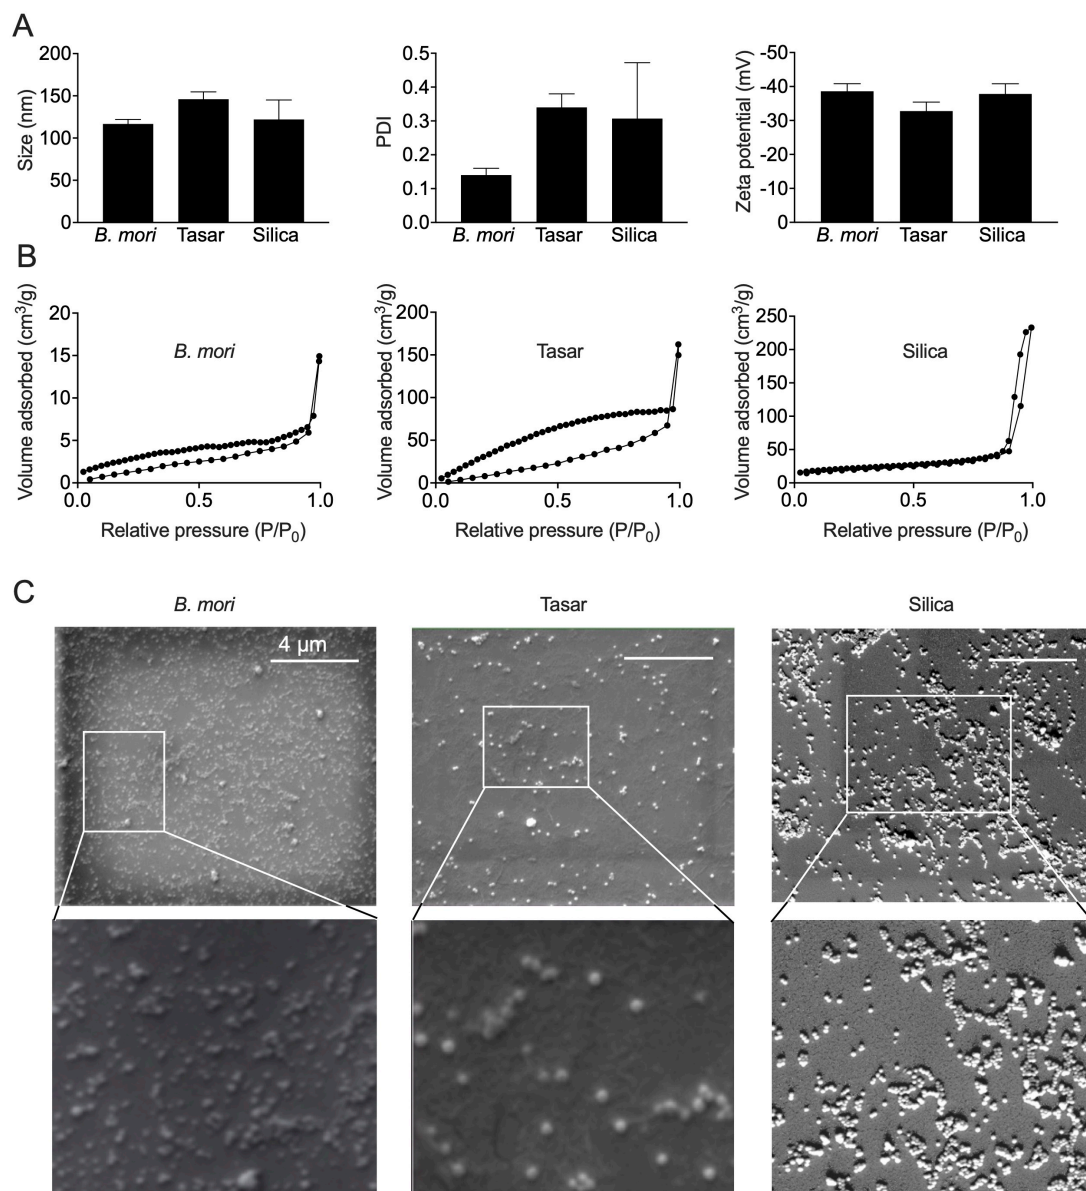 A
Size (nm)
200
150
100
50
0
B. mori Tasar Silica
PDI
0.5
0.4
0.3
0.2
0.1
0.0
B. mori Tasar Silica
Zeta potential (mV)
-50
-40
-30
-20
-10
0
B. mori Tasar Silica
B
Volume adsorbed (cm³/g)
20
15
10
5
0
B. mori
0.0 0.5 1.0
Relative pressure (P/P₀)
Volume adsorbed (cm³/g)
200
150
100
50
0
Tasar
0.0 0.5 1.0
Relative pressure (P/P₀)
Volume adsorbed (cm³/g)
250
200
150
100
50
0
Silica
0.0 0.5 1.0
Relative pressure (P/P₀)
C
B. mori
Tasar
Silica
4 µm